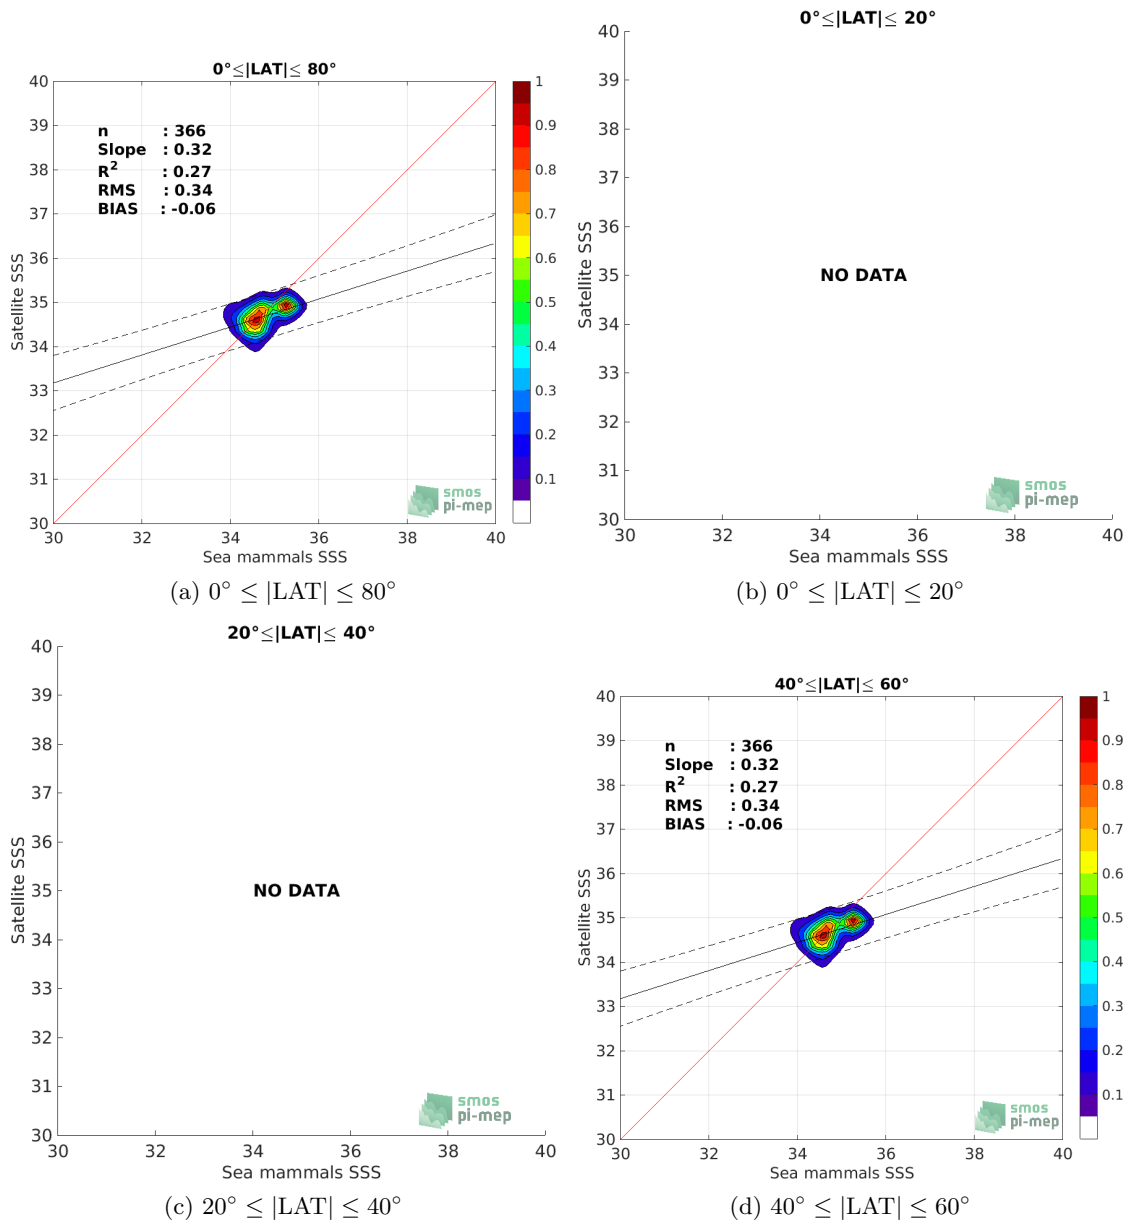 0°≤|LAT|≤ 80°
40
39
38
37
36
35
34
33
32
31
30
Satellite SSS
n : 366
Slope : 0.32
R² : 0.27
RMS : 0.34
BIAS : -0.06
smos
pi-mep
30 32 34 36 38 40
Sea mammals SSS
1
0.9
0.8
0.7
0.6
0.5
0.4
0.3
0.2
0.1
(a) 0° ≤ |LAT| ≤ 80°
0°≤|LAT|≤ 20°
40
39
38
37
36
35
34
33
32
31
30
Satellite SSS
NO DATA
smos
pi-mep
30 32 34 36 38 40
Sea mammals SSS
(b) 0° ≤ |LAT| ≤ 20°
20°≤|LAT|≤ 40°
40
39
38
37
36
35
34
33
32
31
30
Satellite SSS
NO DATA
smos
pi-mep
30 32 34 36 38 40
Sea mammals SSS
(c) 20° ≤ |LAT| ≤ 40°
40°≤|LAT|≤ 60°
40
39
38
37
36
35
34
33
32
31
30
Satellite SSS
n : 366
Slope : 0.32
R² : 0.27
RMS : 0.34
BIAS : -0.06
smos
pi-mep
30 32 34 36 38 40
Sea mammals SSS
1
0.9
0.8
0.7
0.6
0.5
0.4
0.3
0.2
0.1
(d) 40° ≤ |LAT| ≤ 60°